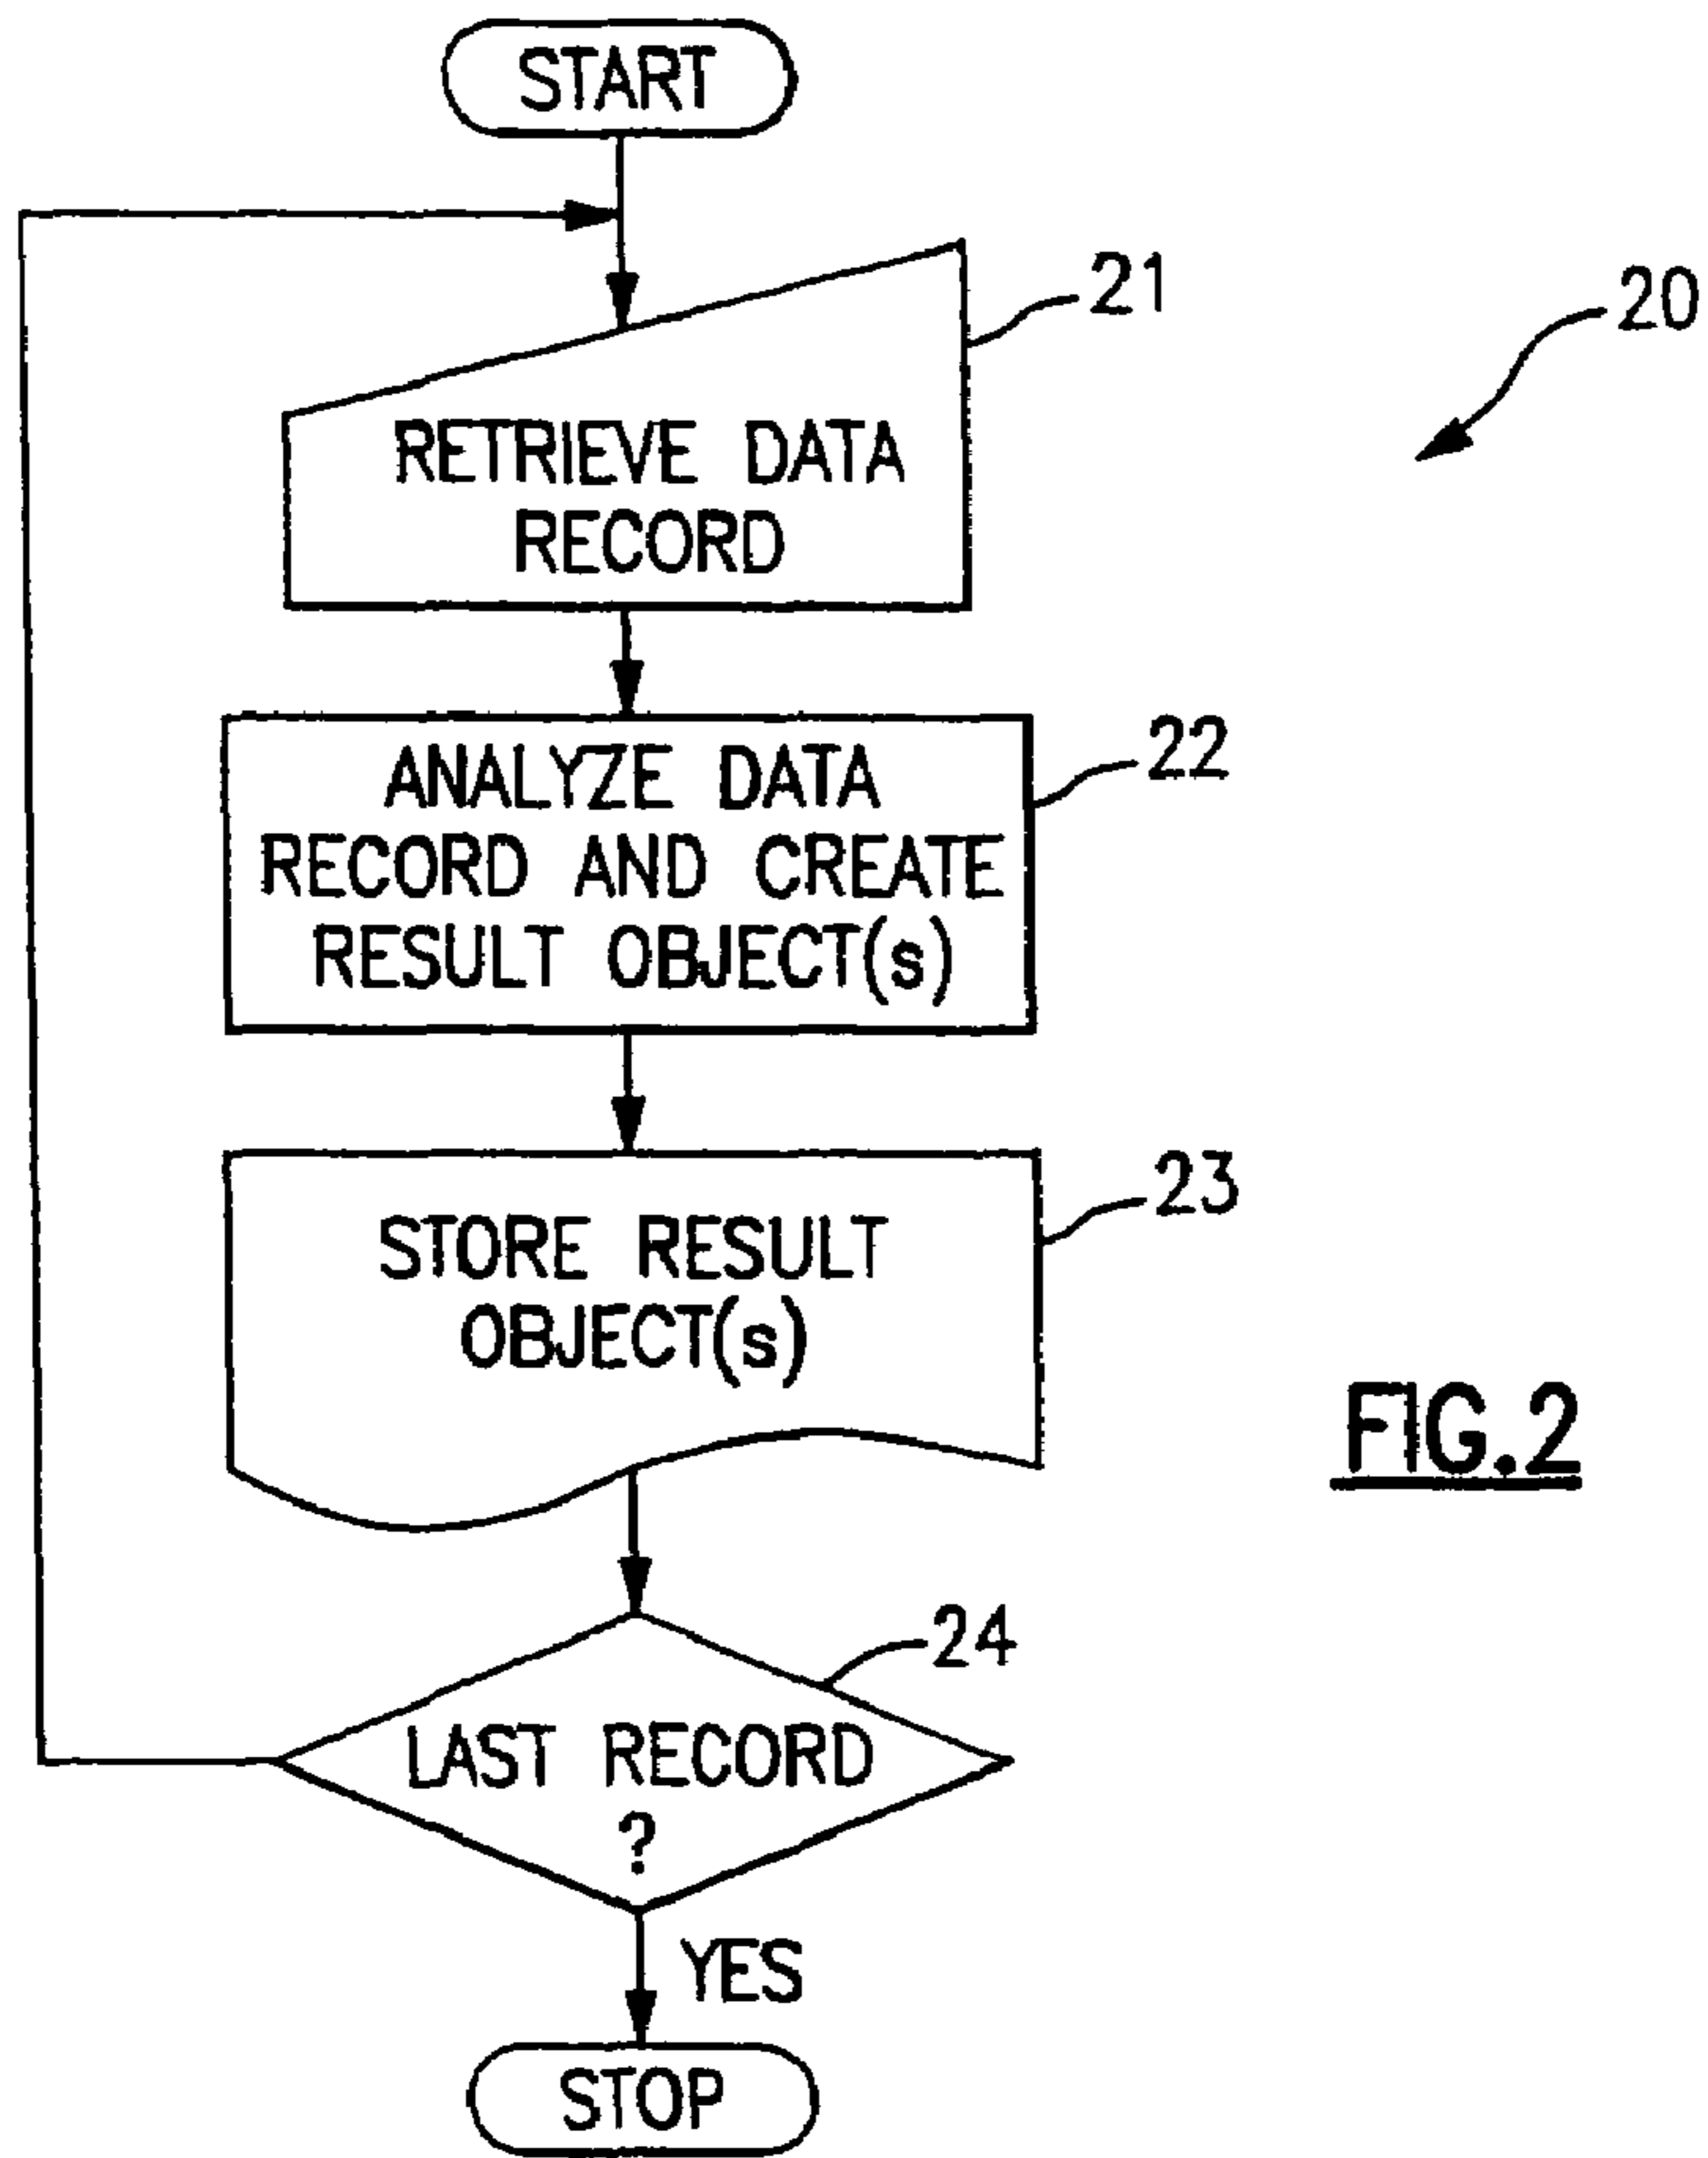 START
21
20
RETRIEVE DATA
RECORD
22
ANALYZE DATA
RECORD AND CREATE
RESULT OBJECT(s)
23
STORE RESULT
OBJECT(s)
FIG.2
24
LAST RECORD
?
YES
STOP